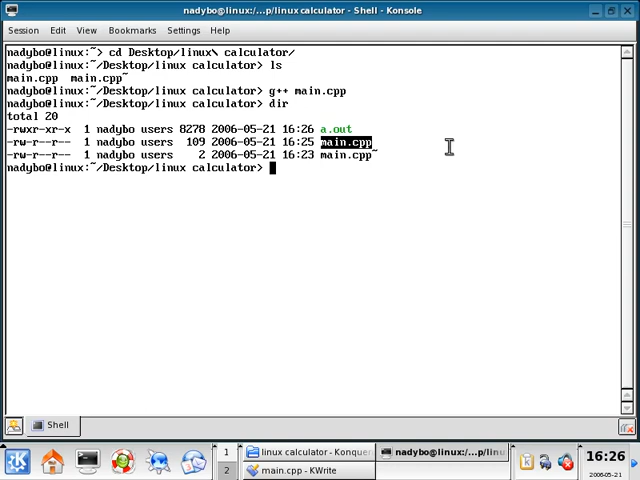 nadybo@linux:/...p/linux calculator - Shell - Konsole
Session Edit View Bookmarks Settings Help
nadybo@linux:~> cd Desktop/linux\ calculator/
nadybo@linux:~/Desktop/linux calculator> ls
main.cpp main.cpp~
nadybo@linux:~/Desktop/linux calculator> g++ main.cpp
nadybo@linux:~/Desktop/linux calculator> dir
total 20
-rwxr-xr-x 1 nadybo users 8278 2006-05-21 16:26 a.out
-rw-r--r-- 1 nadybo users 109 2006-05-21 16:25 main.cpp
-rw-r--r-- 1 nadybo users 2 2006-05-21 16:23 main.cpp~
nadybo@linux:~/Desktop/linux calculator>
Shell
1 linux calculator - Konquer nadybo@linux:/...p/linu
2 main.cpp - KWrite
16:26
2006-05-21